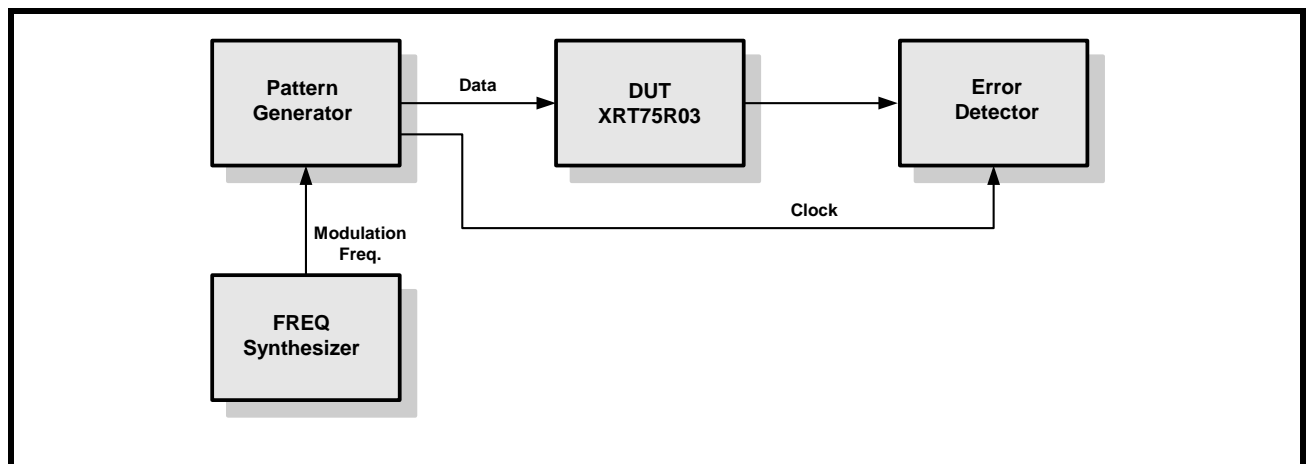 Pattern
Generator
Data
DUT
XRT75R03
Error
Detector
Clock
Modulation
Freq.
FREQ
Synthesizer